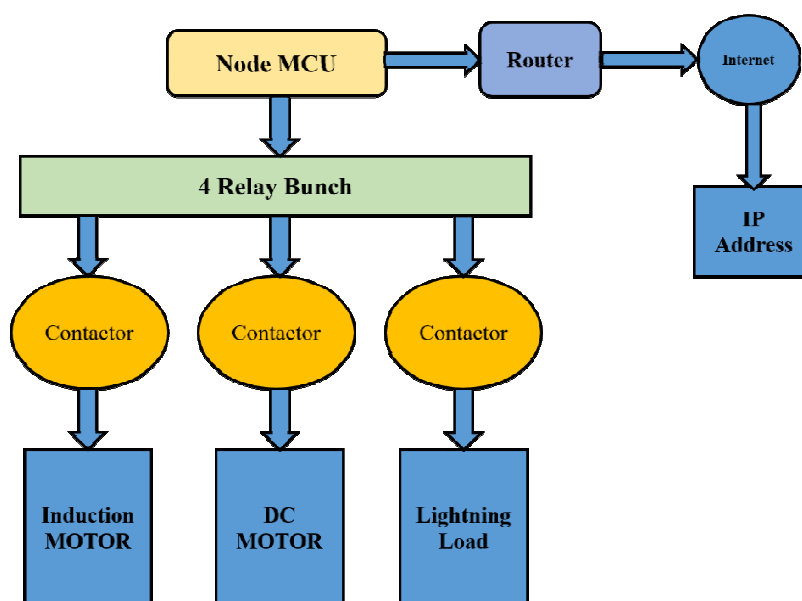 Node MCU
Router
Internet
4 Relay Bunch
IP
Address
Contactor
Contactor
Contactor
Induction
MOTOR
DC
MOTOR
Lightning
Load